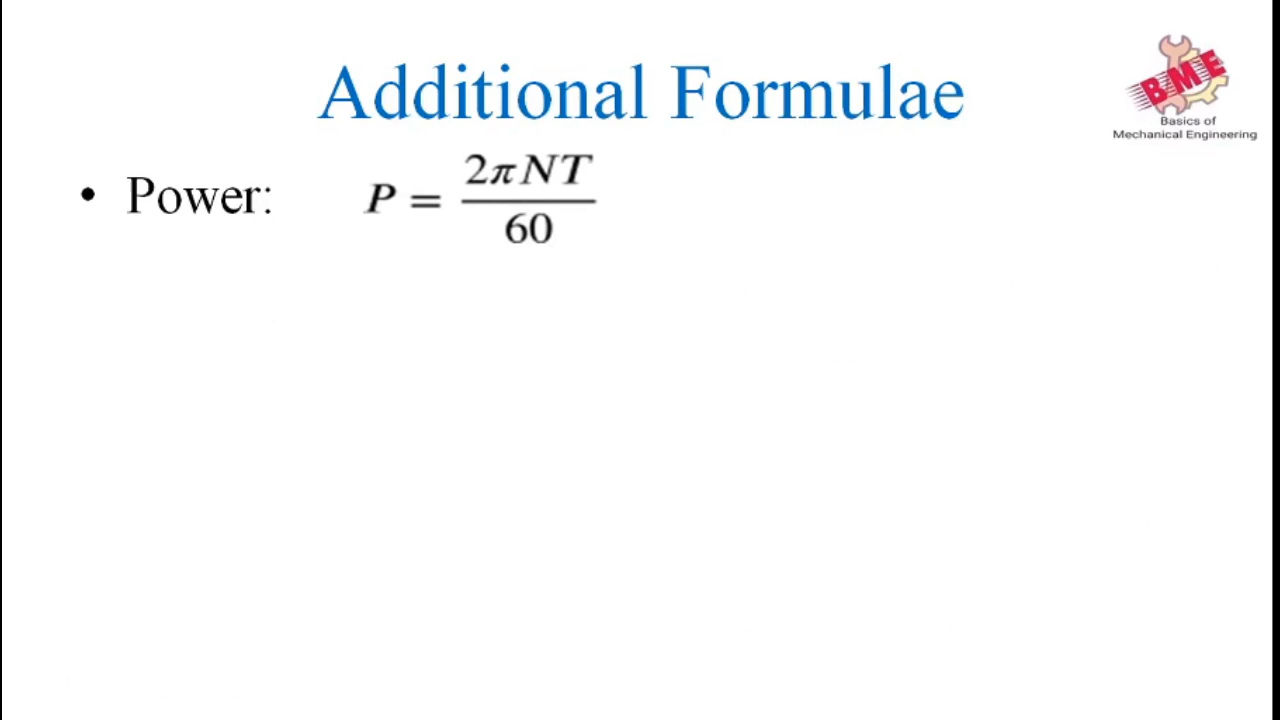 Additional Formulae
BME
Basics of
Mechanical Engineering
• Power: P = 2πNT / 60